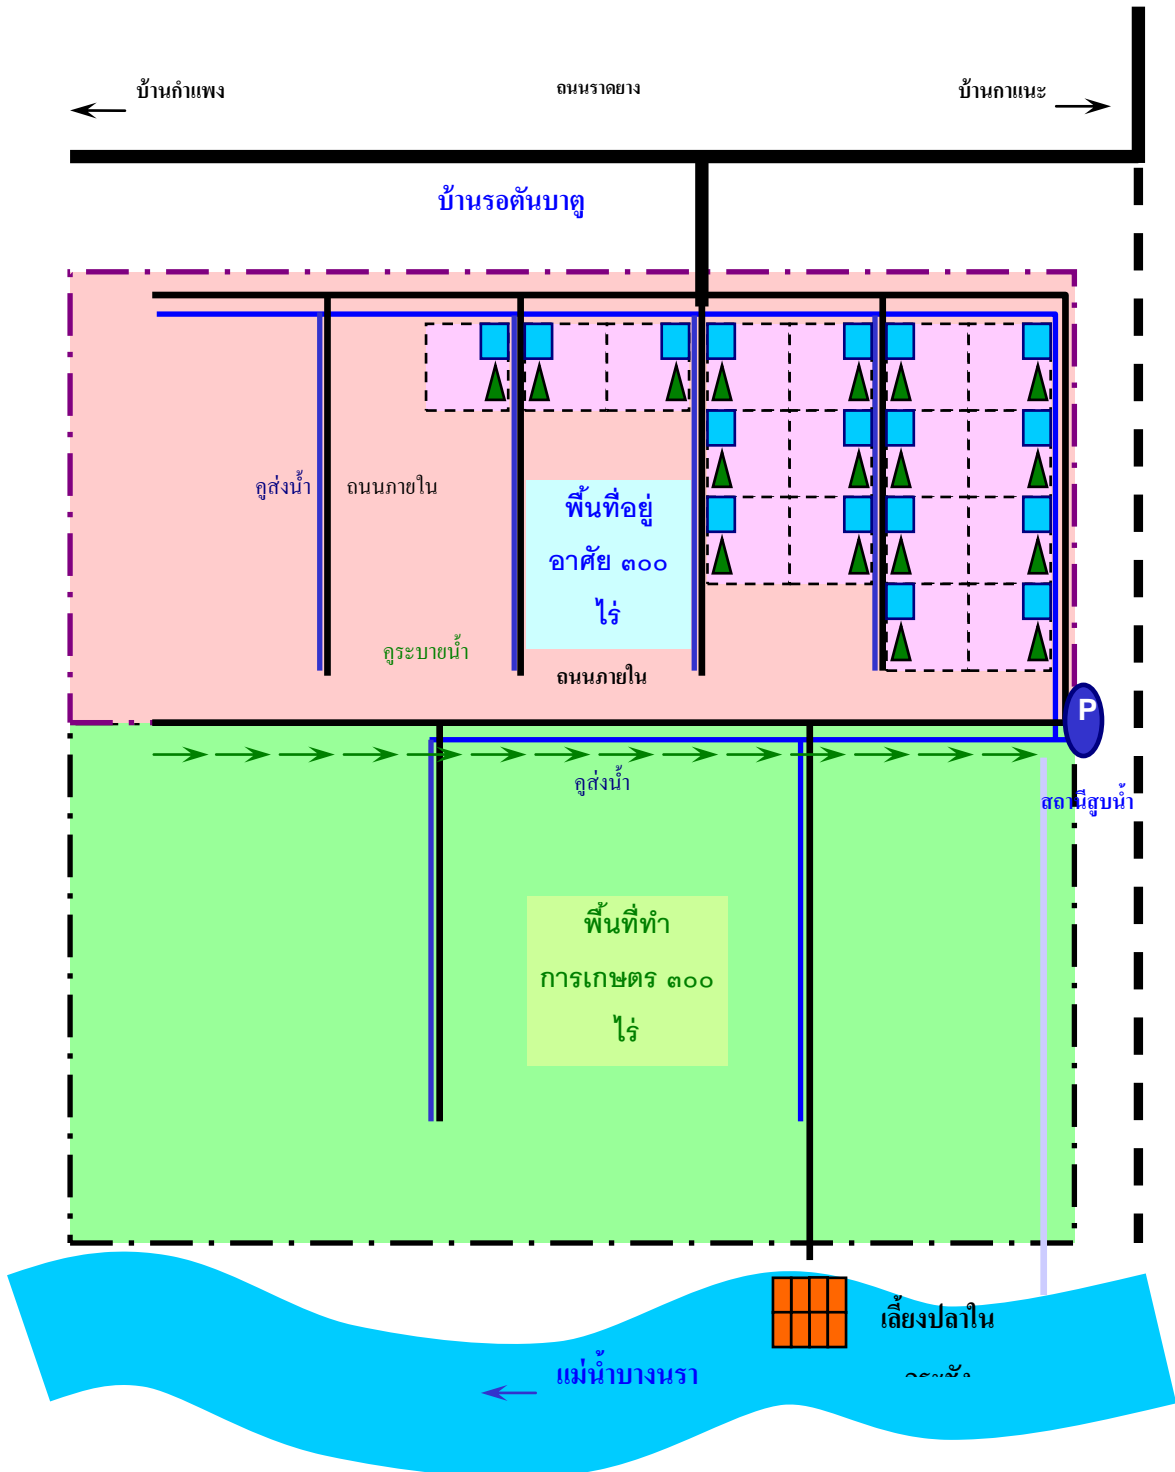 บ้านกำแพง
ถนนราดยาง
บ้านกาแนะ
บ้านรอตันบาตู
คูส่งน้ำ
ถนนภายใน
พื้นที่อยู่
อาศัย ๓๐๐
ไร่
คูระบายน้ำ
ถนนภายใน
P
คูส่งน้ำ
สถานีสูบน้ำ
พื้นที่ทำ
การเกษตร ๓๐๐
ไร่
เลี้ยงปลาใน
แม่น้ำบางนรา